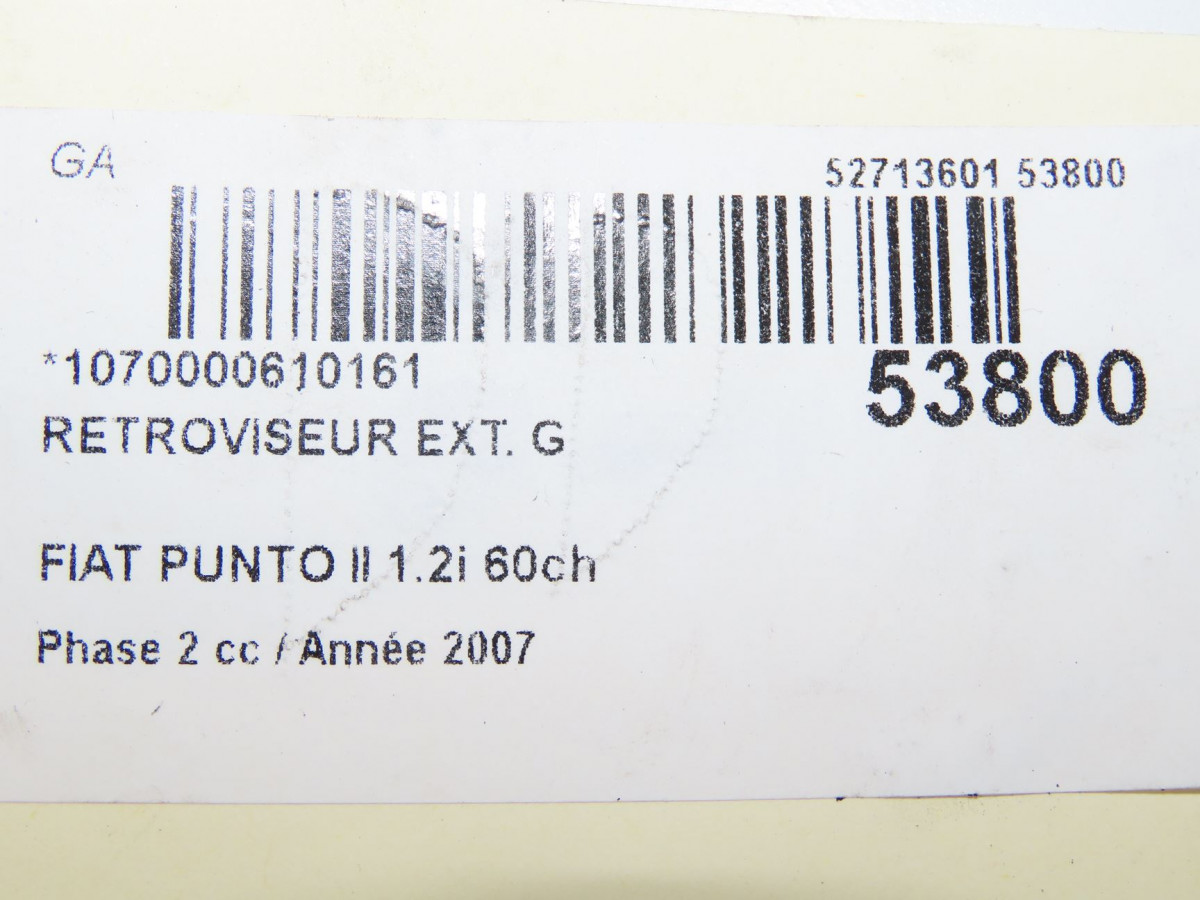 GA
52713601 53800
*1070000610161
53800
RETROVISEUR EXT. G
FIAT PUNTO II 1.2i 60ch
Phase 2 cc / Année 2007